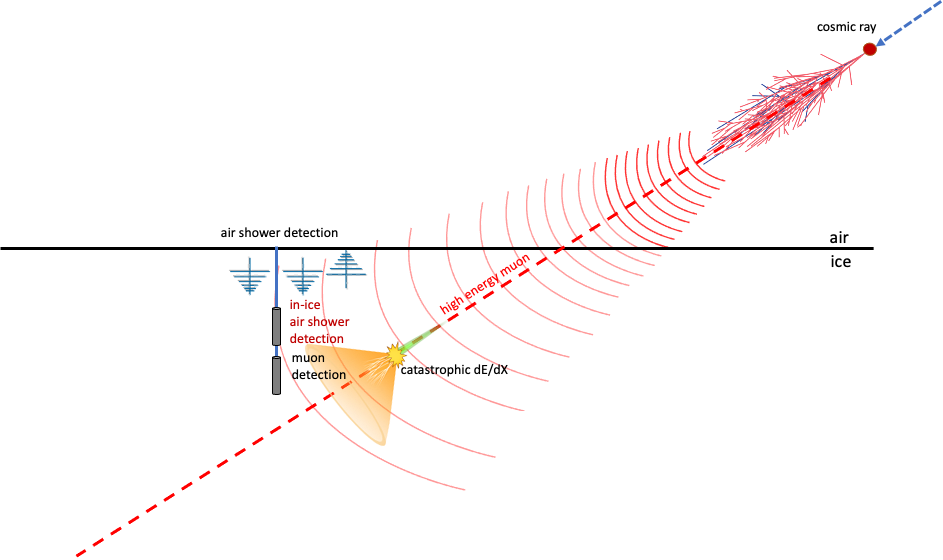 cosmic ray
air shower detection
air
ice
high energy muon
in-ice
air shower
detection
muon
detection
catastrophic dE/dX